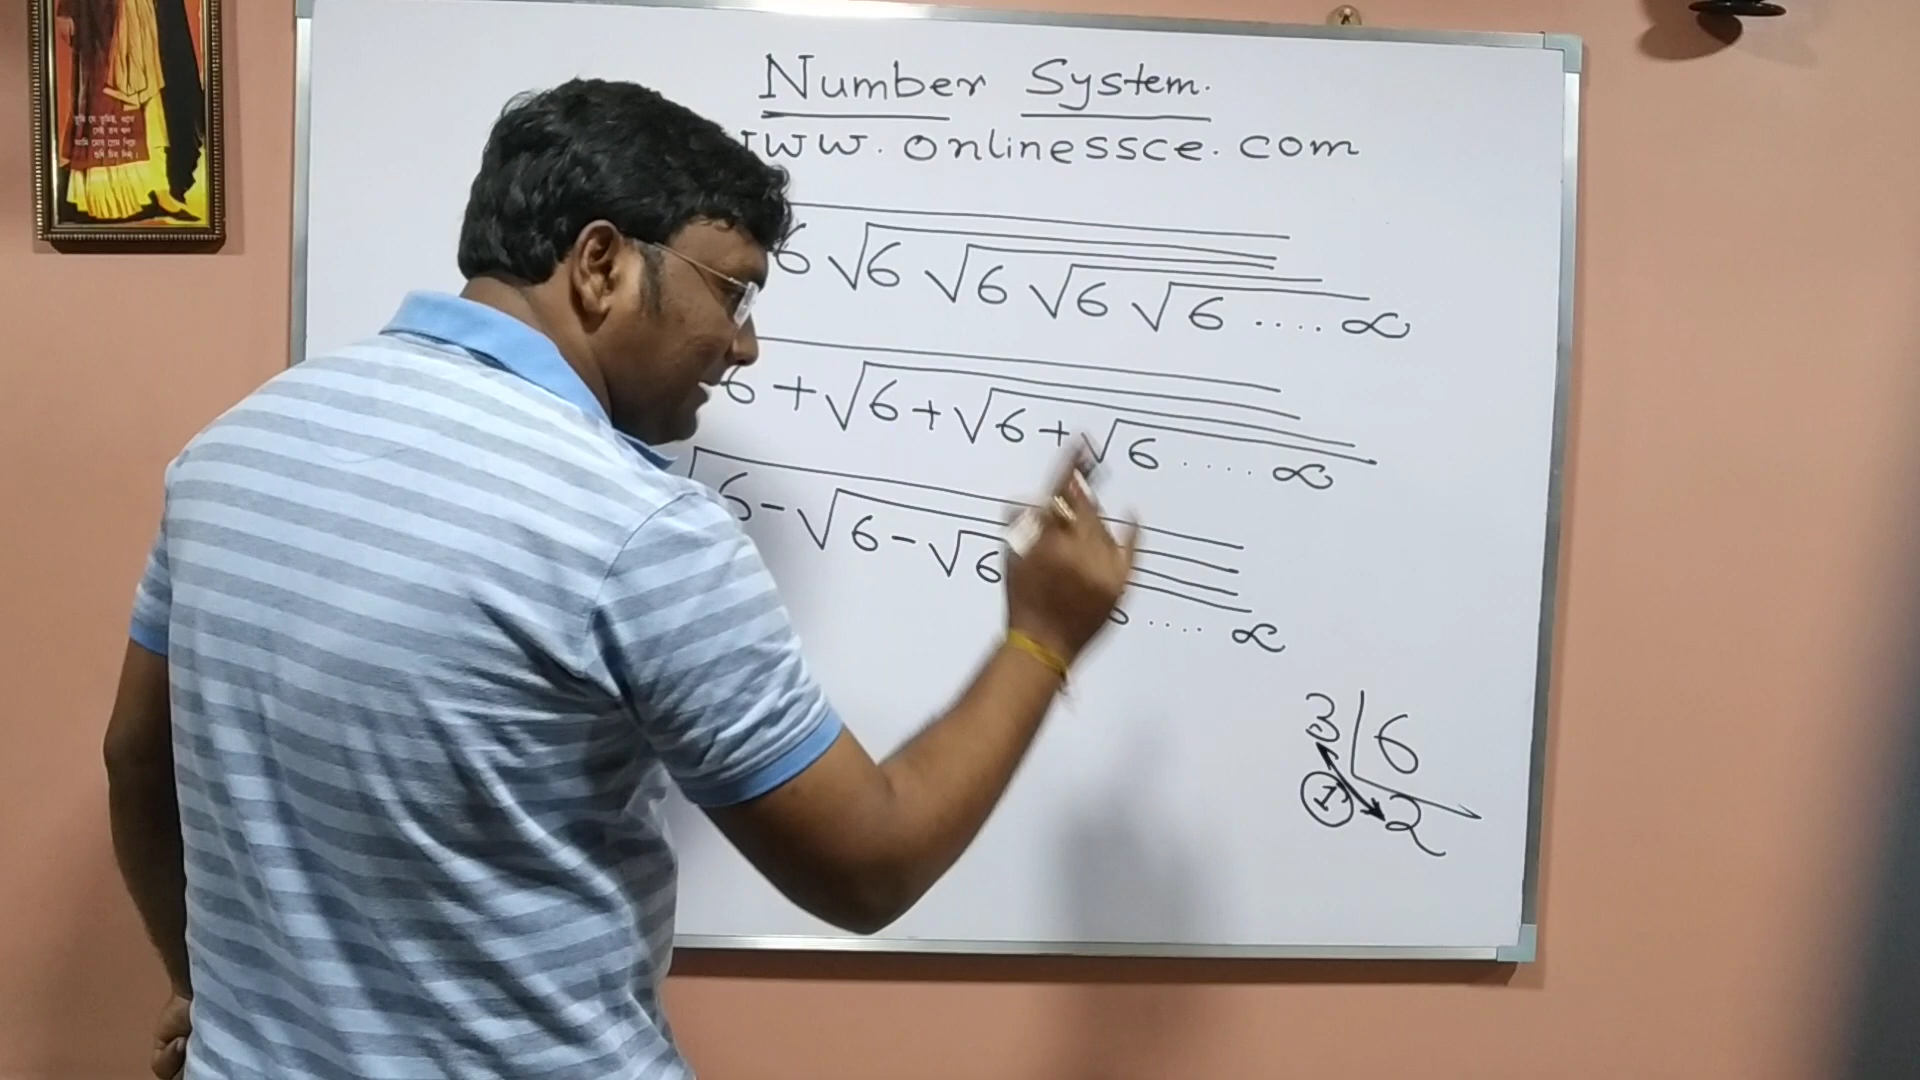 Number System.
WW. onlinessce. com
6√6√6√6√6....∞
6+√6+√6+√6....∞
√6-√6-√6 ....∞
3 6
1 2